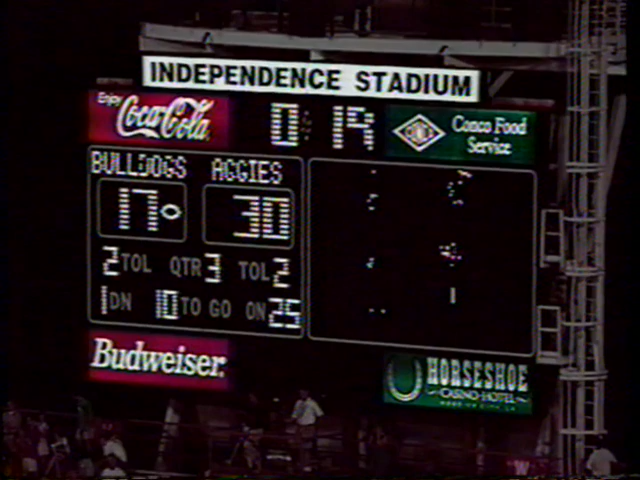 INDEPENDENCE STADIUM
Enjoy
Coca-Cola
0:19
Conco Food
Service
BULLDOGS AGGIES
17 30
2 TOL QTR 3 TOL 2
1 DN 10 TO GO ON 25
Budweiser
HORSESHOE
CASINO-HOTEL